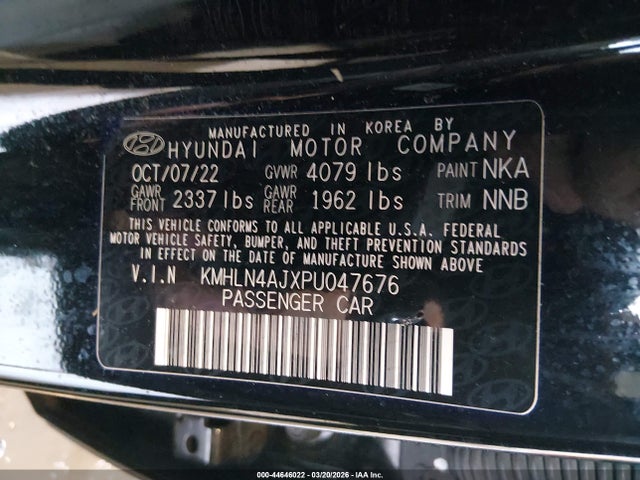 MANUFACTURED IN KOREA BY
HYUNDAI MOTOR COMPANY
OCT/07/22 GVWR 4079 lbs PAINT NKA
GAWR FRONT 2337 lbs GAWR REAR 1962 lbs TRIM NNB
THIS VEHICLE CONFORMS TO ALL APPLICABLE U.S.A. FEDERAL
MOTOR VEHICLE SAFETY, BUMPER, AND THEFT PREVENTION STANDARDS
IN EFFECT ON THE DATE OF MANUFACTURE SHOWN ABOVE
V.I.N KMHLN4AJXPU047676
PASSENGER CAR
000-44646022 | 03/20/2026 | IAA Inc.